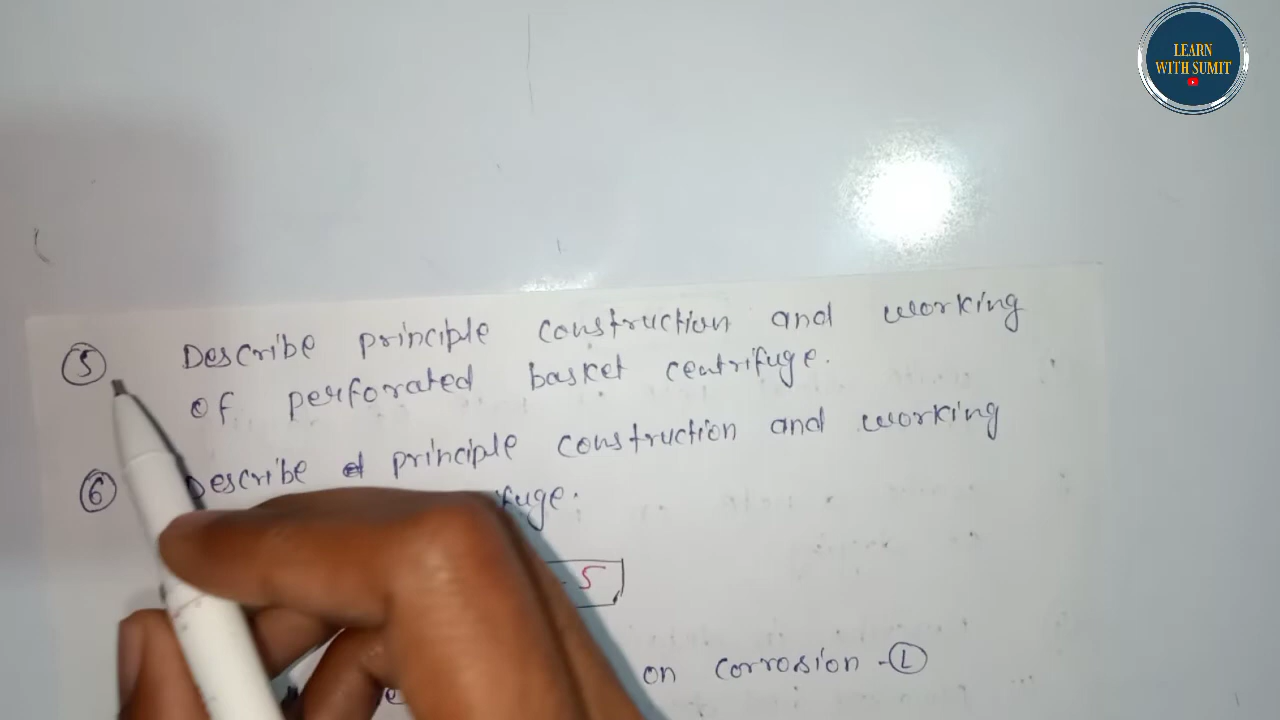 LEARN
WITH SUMIT
5 Describe principle construction and working
of perforated basket centrifuge.
6 Describe principle construction and working
fuge.
5
on corrosion - L